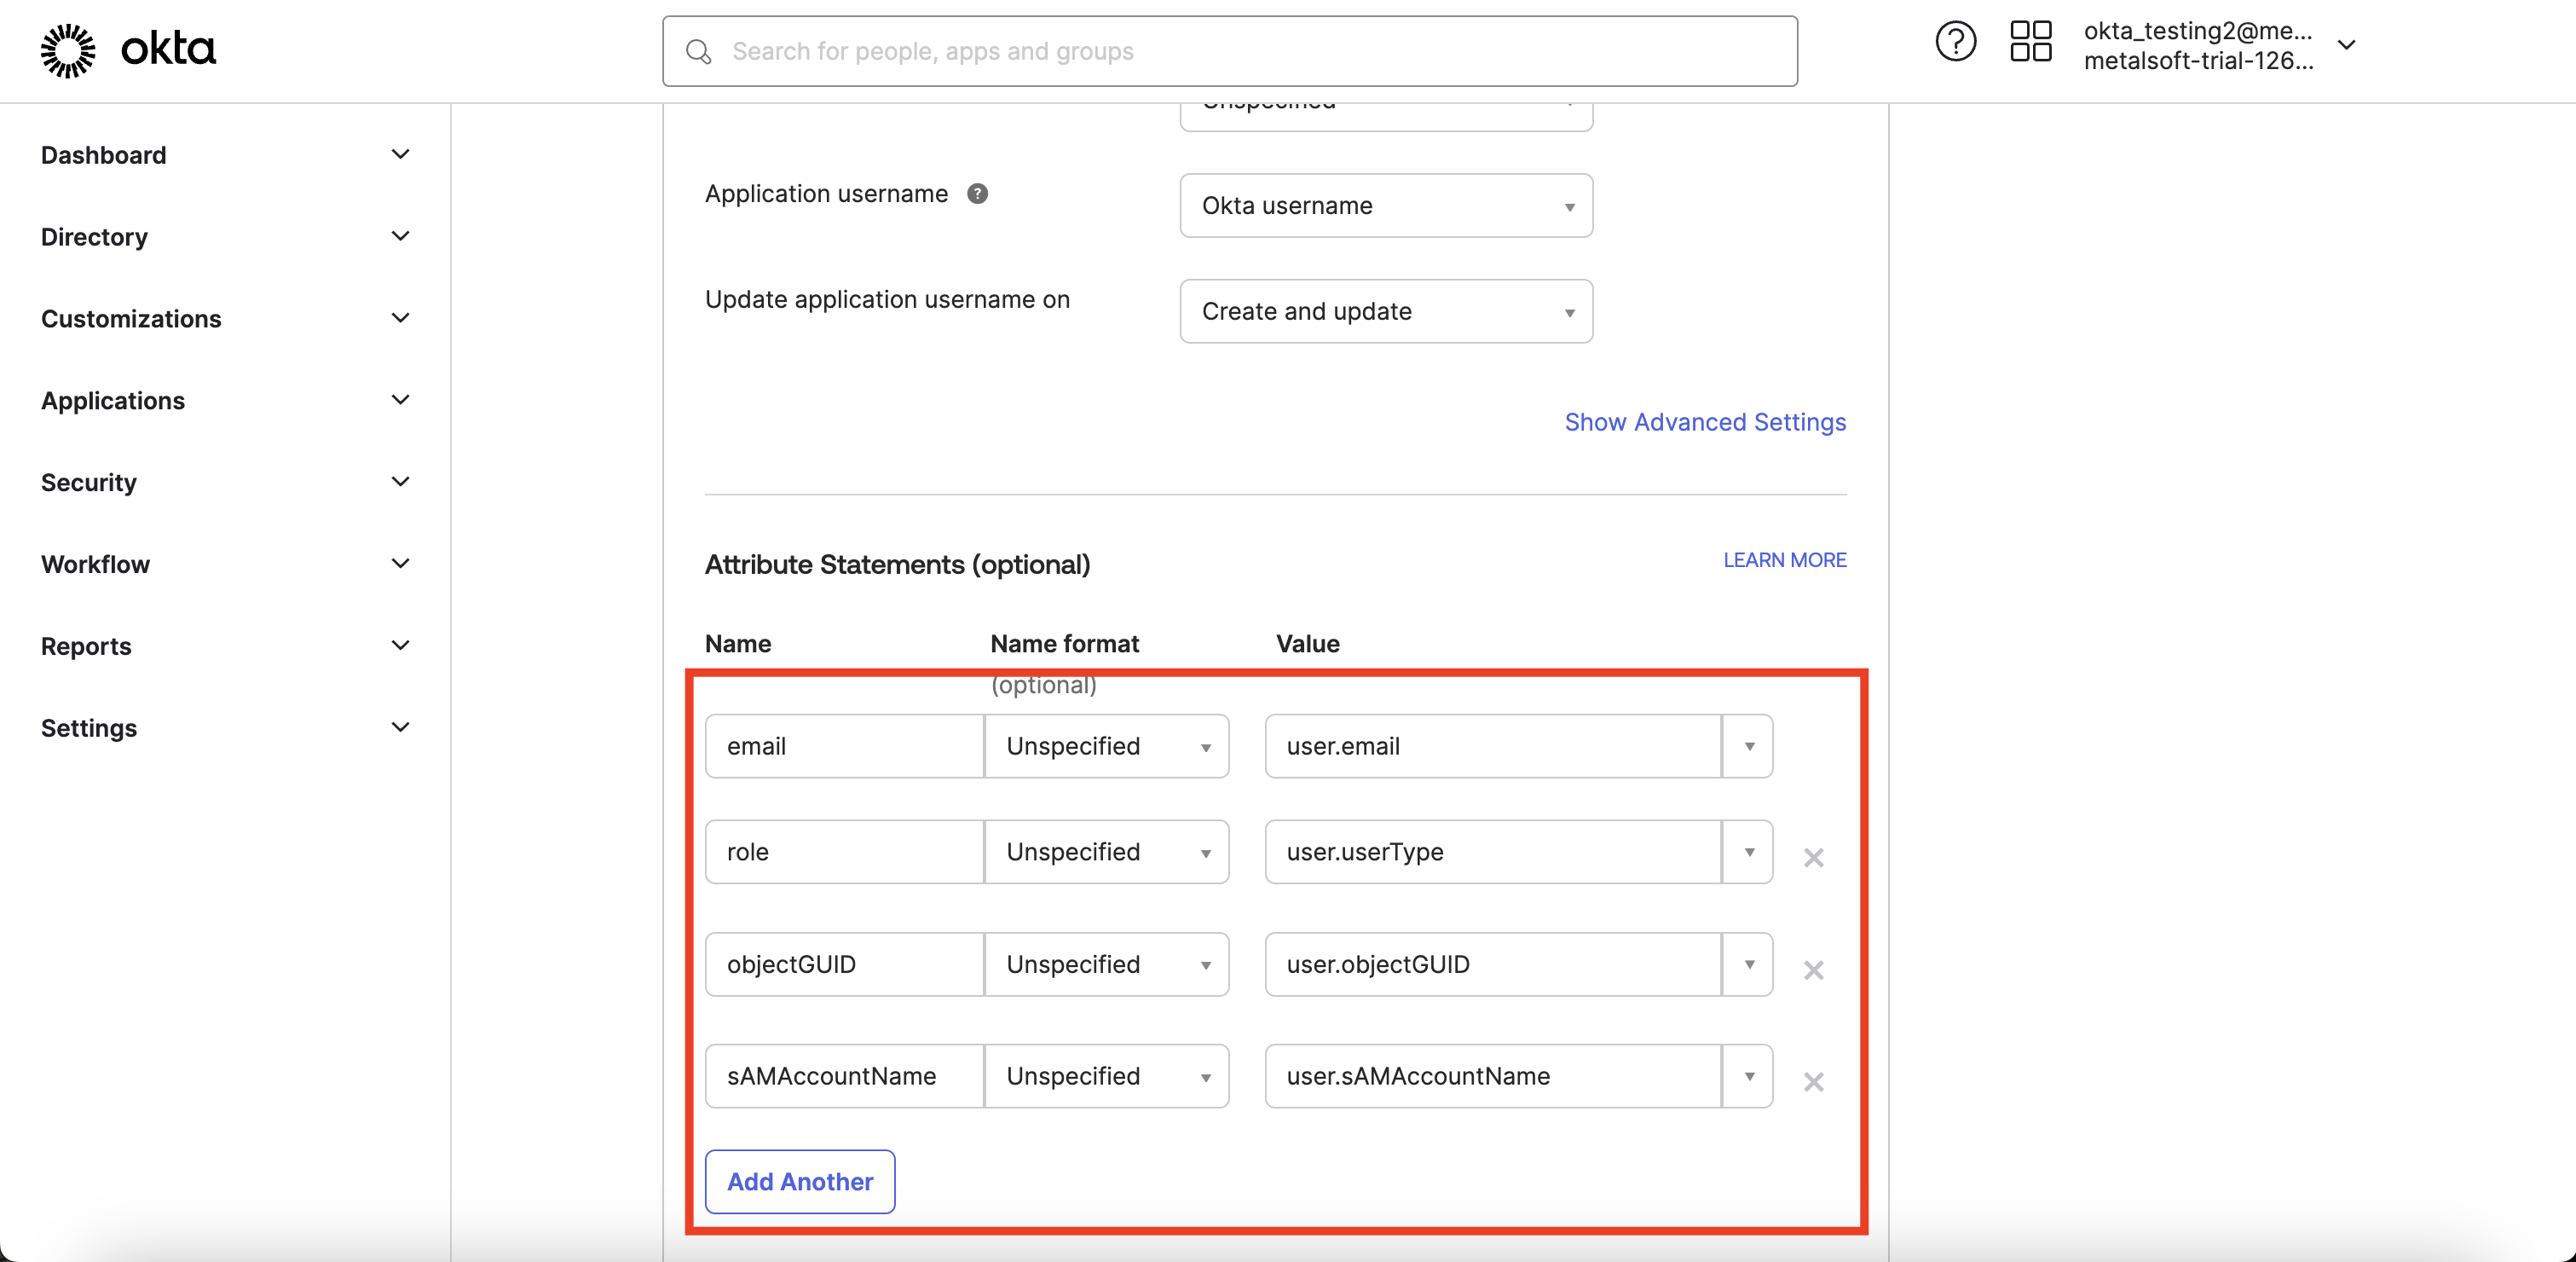 okta
Search for people, apps and groups
okta_testing2@me...
metalsoft-trial-126...
Dashboard
Directory
Customizations
Applications
Security
Workflow
Reports
Settings
Unspecified
Application username ?
Okta username
Update application username on
Create and update
Show Advanced Settings
Attribute Statements (optional)
LEARN MORE
Name Name format Value
(optional)
email Unspecified user.email
role Unspecified user.userType
objectGUID Unspecified user.objectGUID
sAMAccountName Unspecified user.sAMAccountName
Add Another